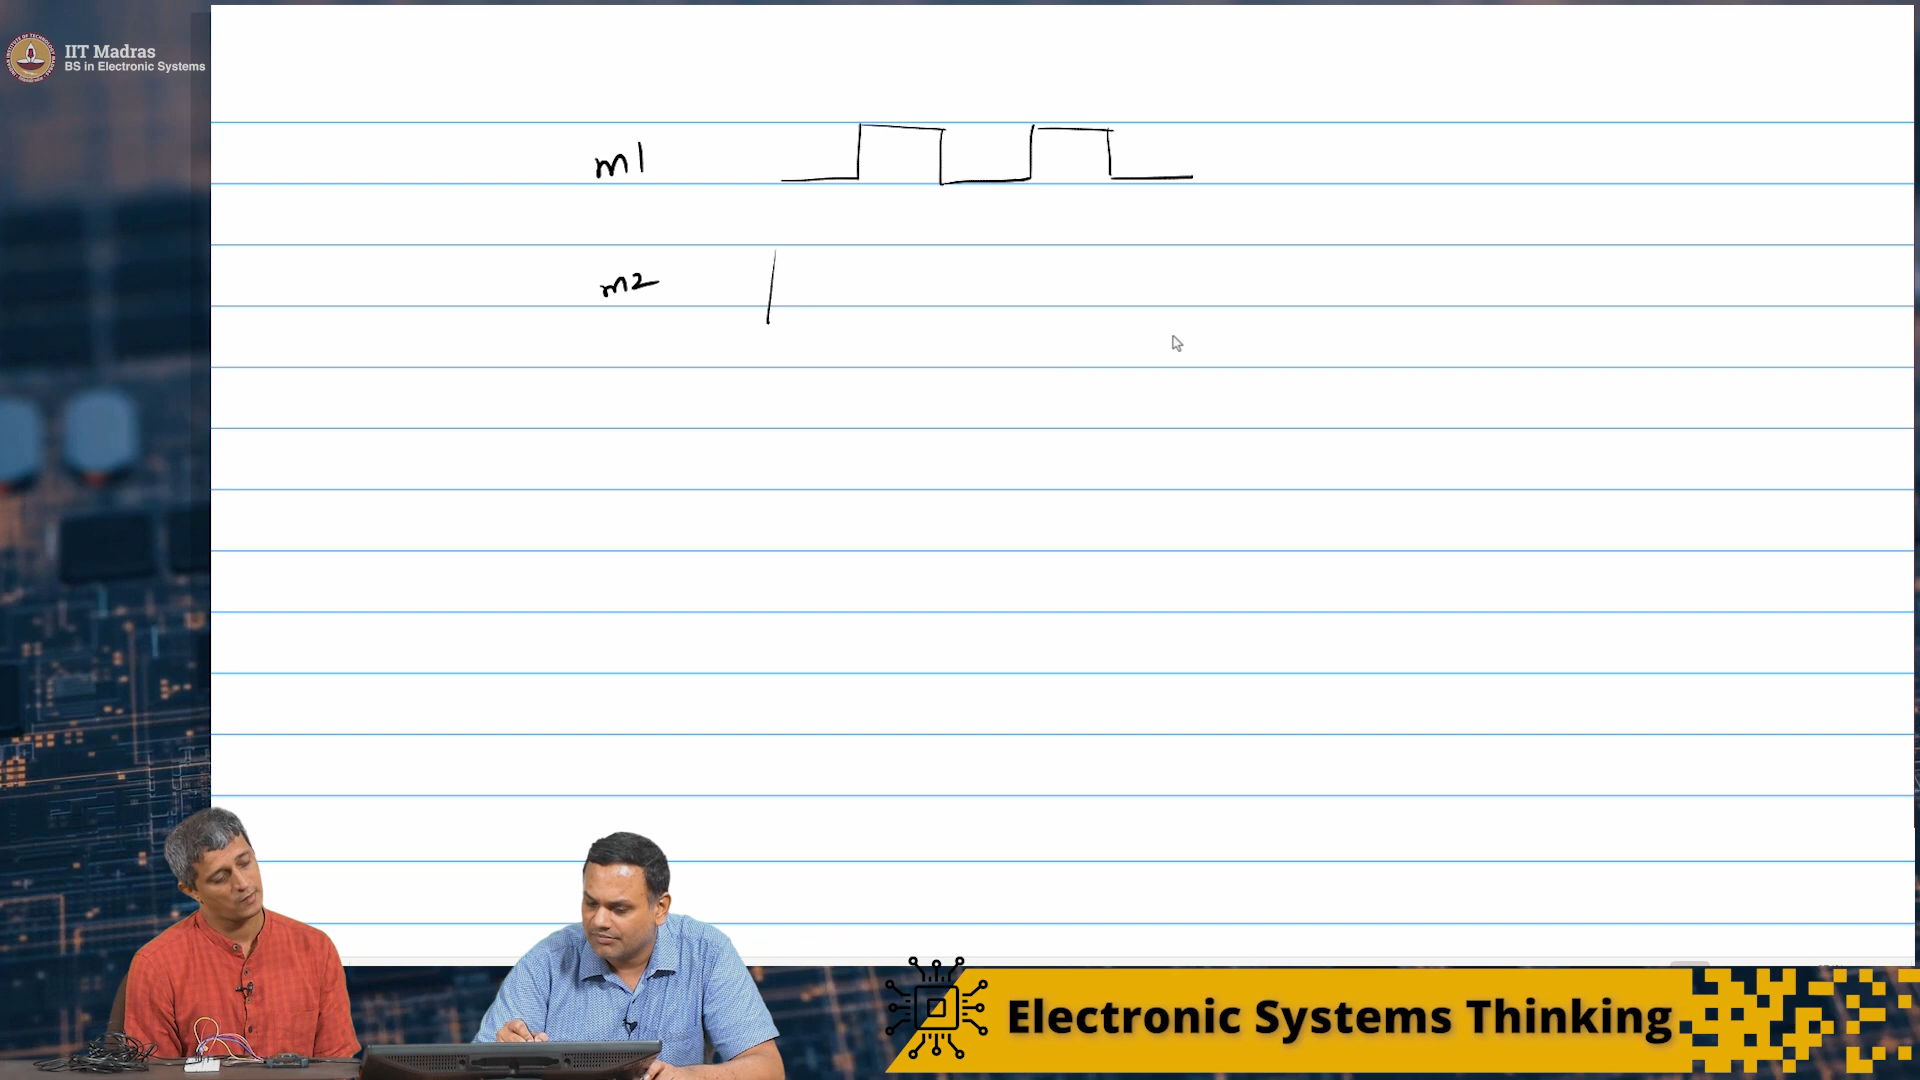 IIT Madras
BS in Electronic Systems
m1
m2
Electronic Systems Thinking